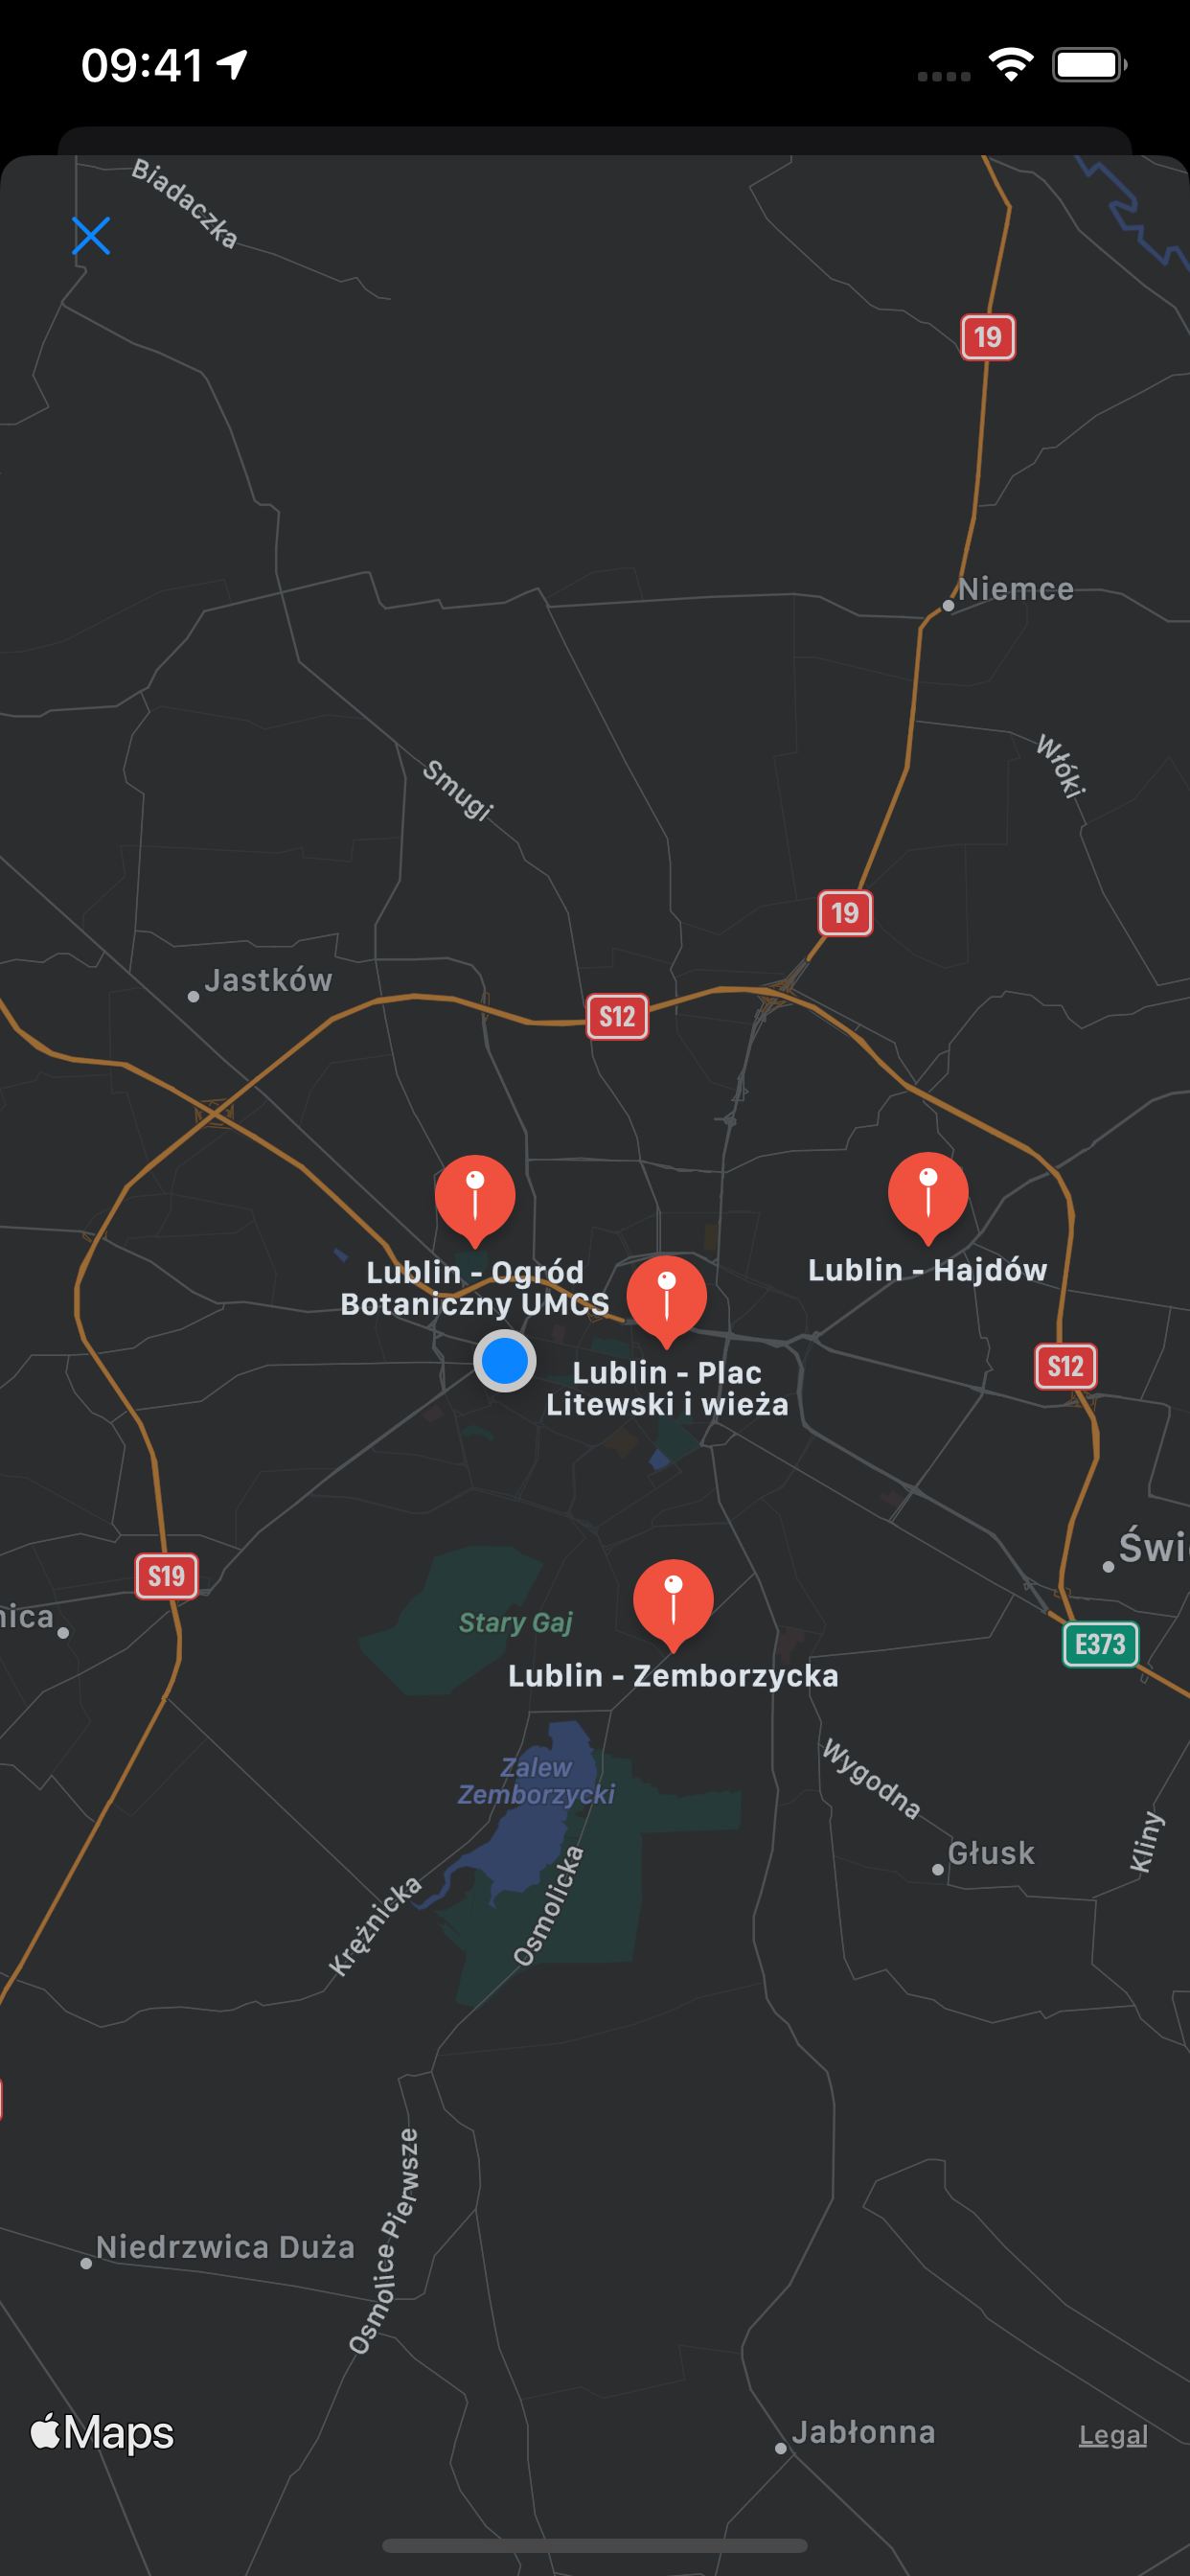 09:41
Biadaczka
19
Niemce
Włóki
Smugi
19
Jastków
S12
Lublin - Ogród
Botaniczny UMCS
Lublin - Hajdów
Lublin - Plac
Litewski i wieża
S12
S19
Stary Gaj
E373
Lublin - Zemborzycka
Zalew
Zemborzycki
Wygodna
Głusk
Kliny
Krężnicka
Osmolicka
Osmolice Pierwsze
Niedrzwica Duża
Maps
Jabłonna
Legal